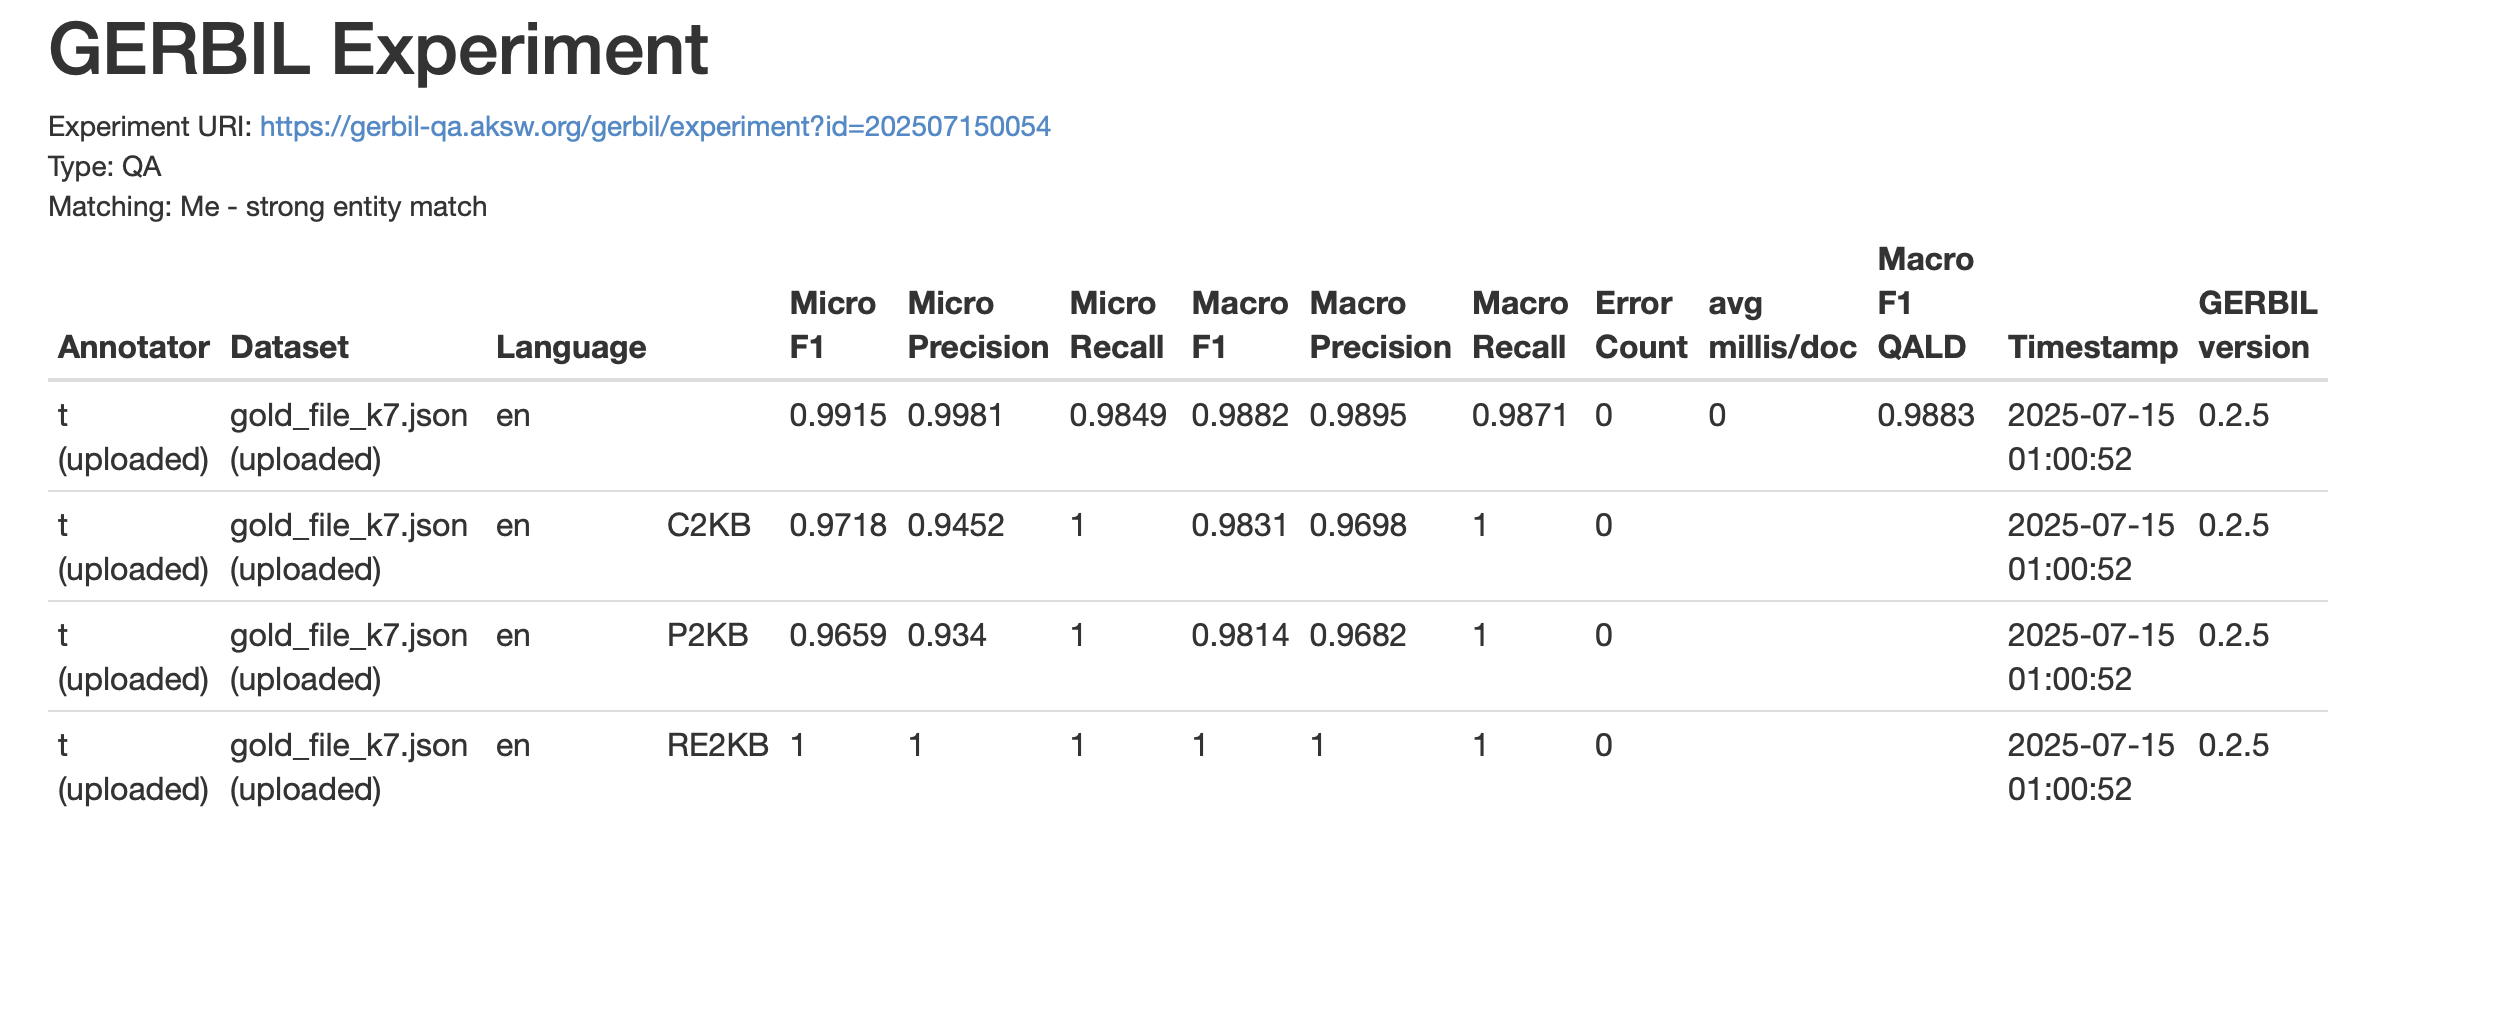 GERBIL Experiment
Experiment URI: https://gerbil-qa.aksw.org/gerbil/experiment?id=202507150054
Type: QA
Matching: Me - strong entity match
Annotator Dataset Language Micro F1 Micro Precision Micro Recall Macro F1 Macro Precision Macro Recall Error Count avg millis/doc Macro F1 QALD Timestamp GERBIL version
t gold_file_k7.json en 0.9915 0.9981 0.9849 0.9882 0.9895 0.9871 0 0 0.9883 2025-07-15 0.2.5
(uploaded) (uploaded) 01:00:52
t gold_file_k7.json en C2KB 0.9718 0.9452 1 0.9831 0.9698 1 0 2025-07-15 0.2.5
(uploaded) (uploaded) 01:00:52
t gold_file_k7.json en P2KB 0.9659 0.934 1 0.9814 0.9682 1 0 2025-07-15 0.2.5
(uploaded) (uploaded) 01:00:52
t gold_file_k7.json en RE2KB 1 1 1 1 1 1 0 2025-07-15 0.2.5
(uploaded) (uploaded) 01:00:52